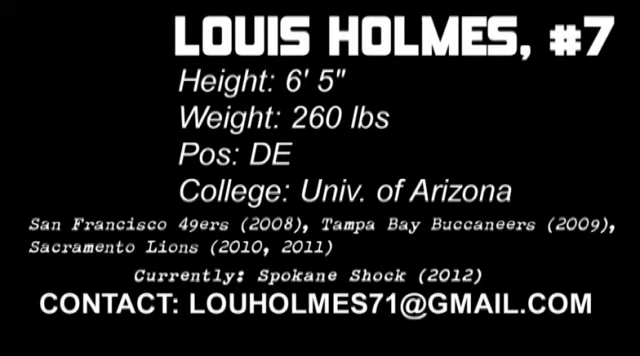 LOUIS HOLMES, #7
Height: 6' 5"
Weight: 260 lbs
Pos: DE
College: Univ. of Arizona
San Francisco 49ers (2008), Tampa Bay Buccaneers (2009),
Sacramento Lions (2010, 2011)
Currently: Spokane Shock (2012)
CONTACT: LOUHOLMES71@GMAIL.COM